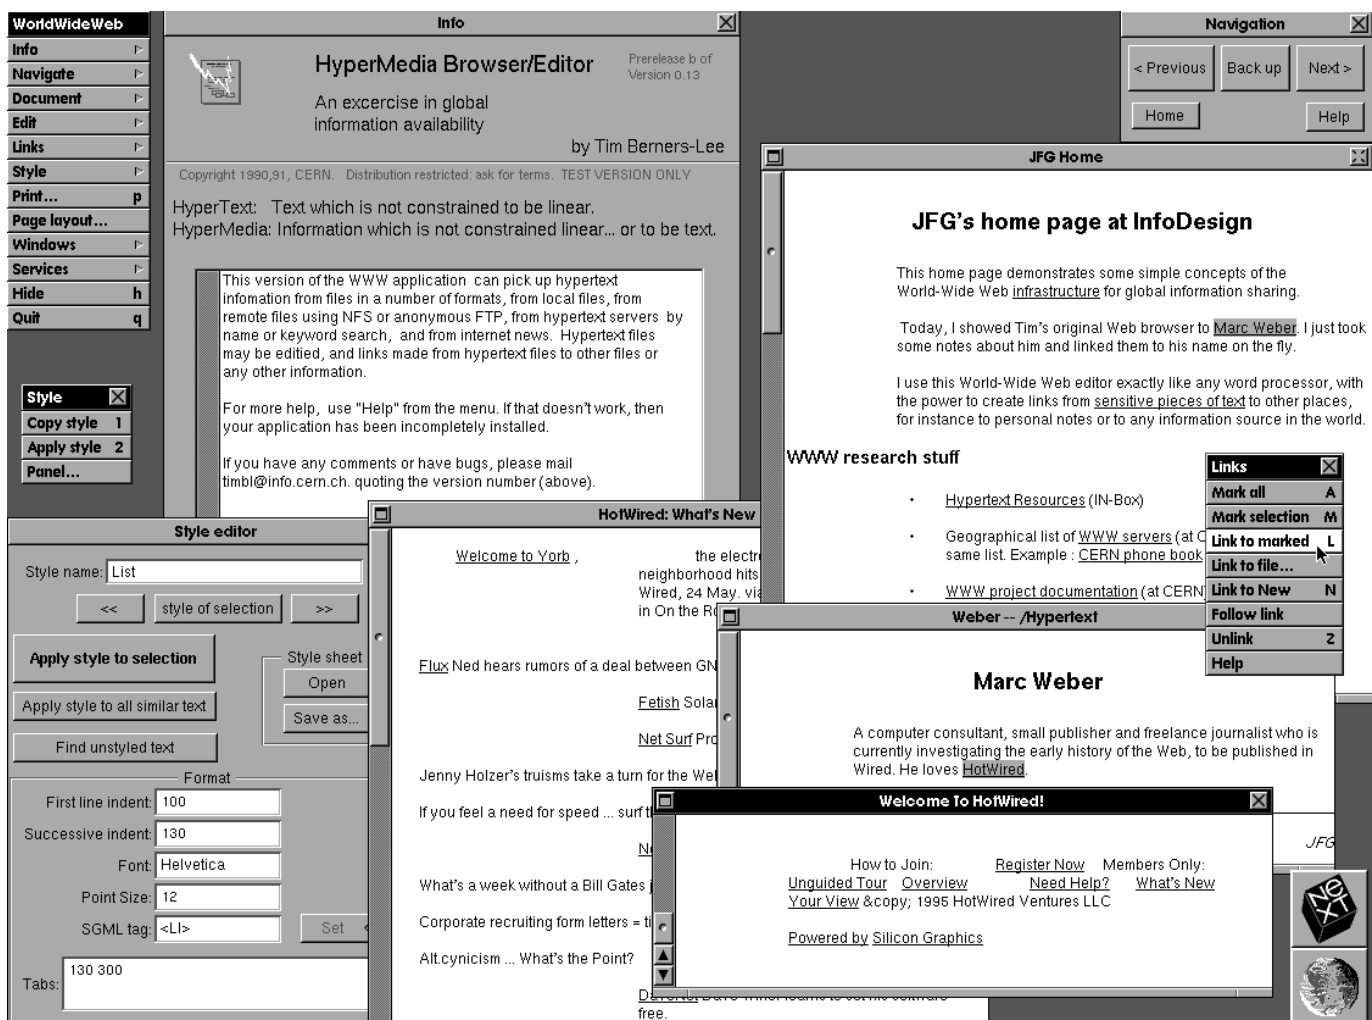 WorldWideWeb
Info
Navigate
Document
Edit
Links
Style
Print... p
Page layout...
Windows
Services
Hide h
Quit q
Style
Copy style 1
Apply style 2
Panel...
Info
HyperMedia Browser/Editor
Prerelease b of
Version 0.13
An excercise in global
information availability
by Tim Berners-Lee
Copyright 1990,91, CERN. Distribution restricted: ask for terms. TEST VERSION ONLY
HyperText: Text which is not constrained to be linear.
HyperMedia: Information which is not constrained linear... or to be text.
This version of the WWW application can pick up hypertext
infomation from files in a number of formats, from local files, from
remote files using NFS or anonymous FTP, from hypertext servers by
name or keyword search, and from internet news. Hypertext files
may be editied, and links made from hypertext files to other files or
any other information.
For more help, use "Help" from the menu. If that doesn't work, then
your application has been incompletely installed.
If you have any comments or have bugs, please mail
timbl@info.cern.ch. quoting the version number (above).
Navigation
< Previous Back up Next >
Home Help
JFG Home
JFG's home page at InfoDesign
This home page demonstrates some simple concepts of the
World-Wide Web infrastructure for global information sharing.
Today, I showed Tim's original Web browser to Marc Weber. I just took
some notes about him and linked them to his name on the fly.
I use this World-Wide Web editor exactly like any word processor, with
the power to create links from sensitive pieces of text to other places,
for instance to personal notes or to any information source in the world.
WWW research stuff
• Hypertext Resources (IN-Box)
• Geographical list of WWW servers (at C
same list. Example : CERN phone book
• WWW project documentation (at CERN
Links
Mark all A
Mark selection M
Link to marked L
Link to file...
Link to New N
Follow link
Unlink Z
Help
Style editor
Style name: List
<< style of selection >>
Apply style to selection
Style sheet
Open
Apply style to all similar text
Save as...
Find unstyled text
Format
First line indent: 100
Successive indent: 130
Font: Helvetica
Point Size: 12
SGML tag: <LI>
Set
Tabs: 130 300
HotWired: What's New
Welcome to Yorb , the electro
neighborhood hits
Wired, 24 May. via
in On the Ro
Flux Ned hears rumors of a deal between GN
Fetish Solar
Net Surf Pro
Jenny Holzer's truisms take a turn for the We
If you feel a need for speed ... surf t
What's a week without a Bill Gates j
Corporate recruiting form letters = ti
Alt.cynicism ... What's the Point?
free.
Weber -- /Hypertext
Marc Weber
A computer consultant, small publisher and freelance journalist who is
currently investigating the early history of the Web, to be published in
Wired. He loves HotWired.
JFG
Welcome To HotWired!
How to Join: Register Now Members Only:
Unguided Tour Overview Need Help? What's New
Your View &copy; 1995 HotWired Ventures LLC
Powered by Silicon Graphics
NeXT